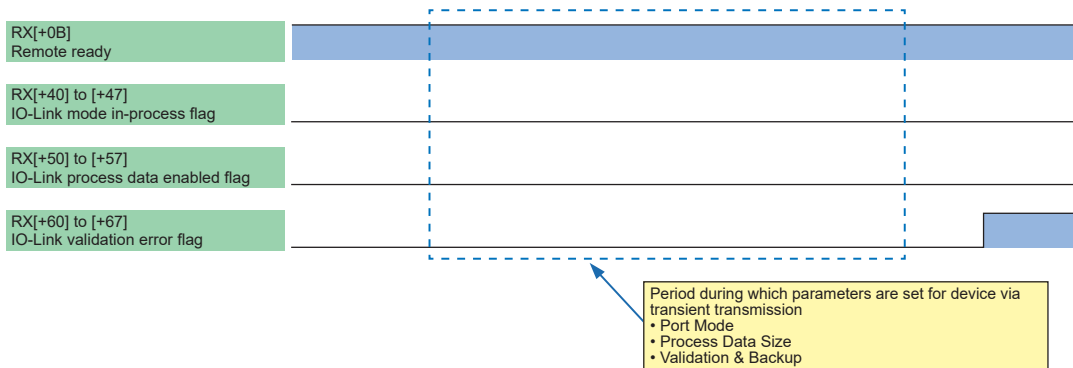 RX[+0B]
Remote ready
RX[+40] to [+47]
IO-Link mode in-process flag
RX[+50] to [+57]
IO-Link process data enabled flag
RX[+60] to [+67]
IO-Link validation error flag
Period during which parameters are set for device via
transient transmission
• Port Mode
• Process Data Size
• Validation & Backup